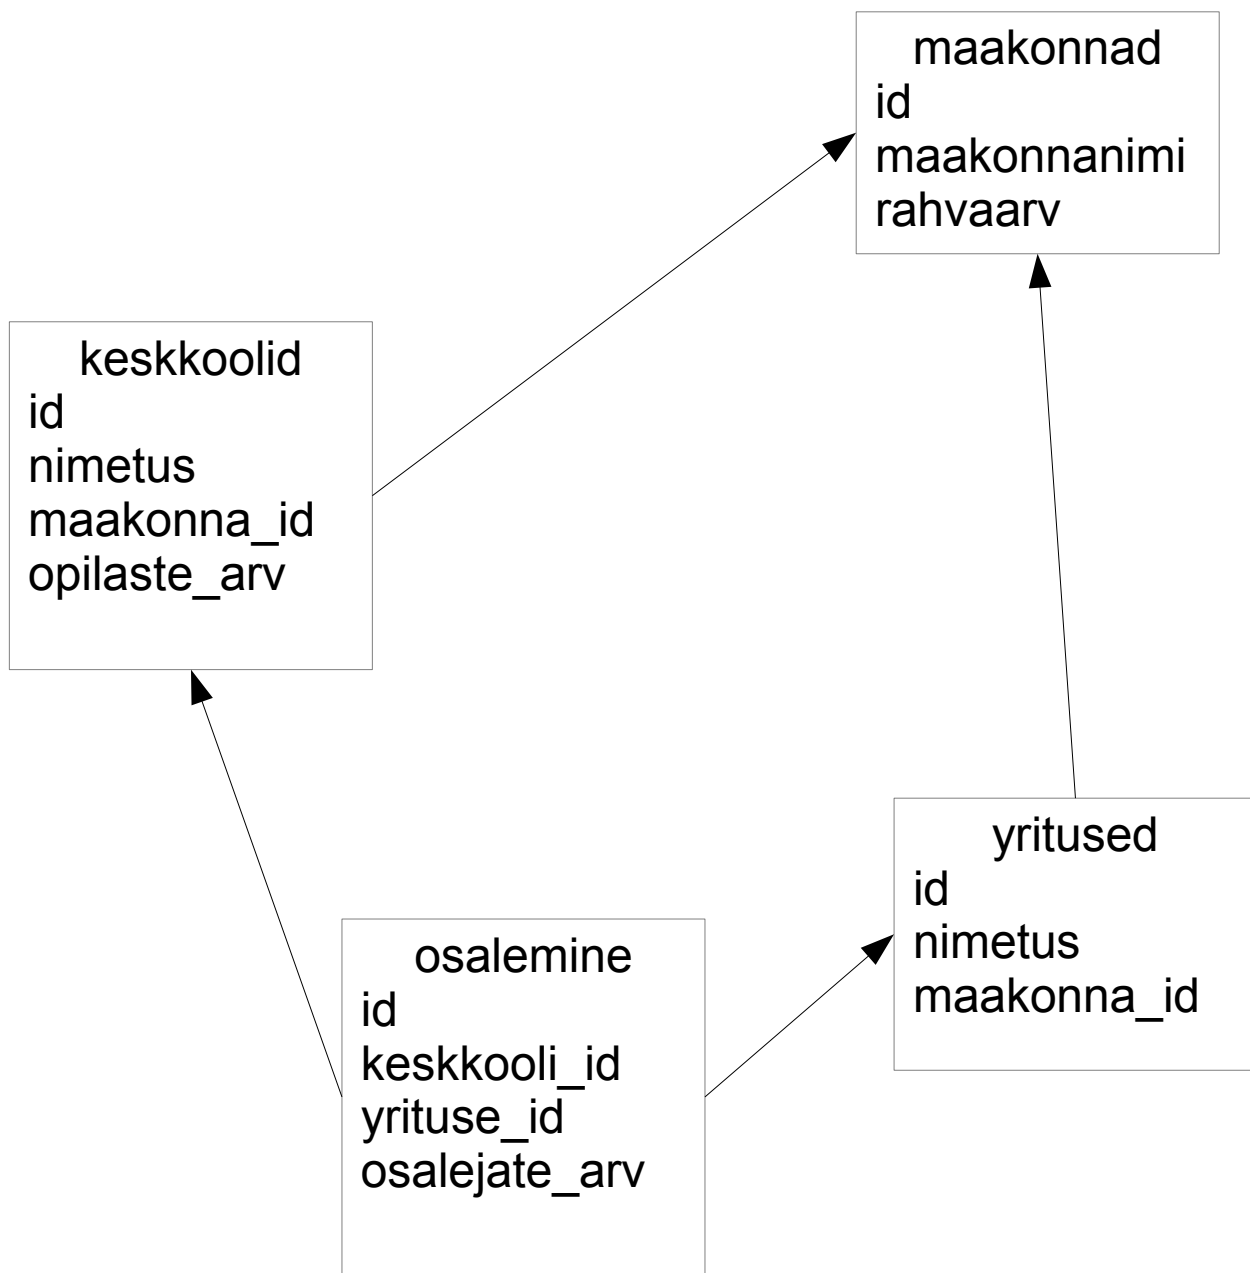 maakonnad
id
maakonnanimi
rahvaarv
keskkoolid
id
nimetus
maakonna_id
opilaste_arv
yritused
id
nimetus
maakonna_id
osalemine
id
keskkooli_id
yrituse_id
osalejate_arv